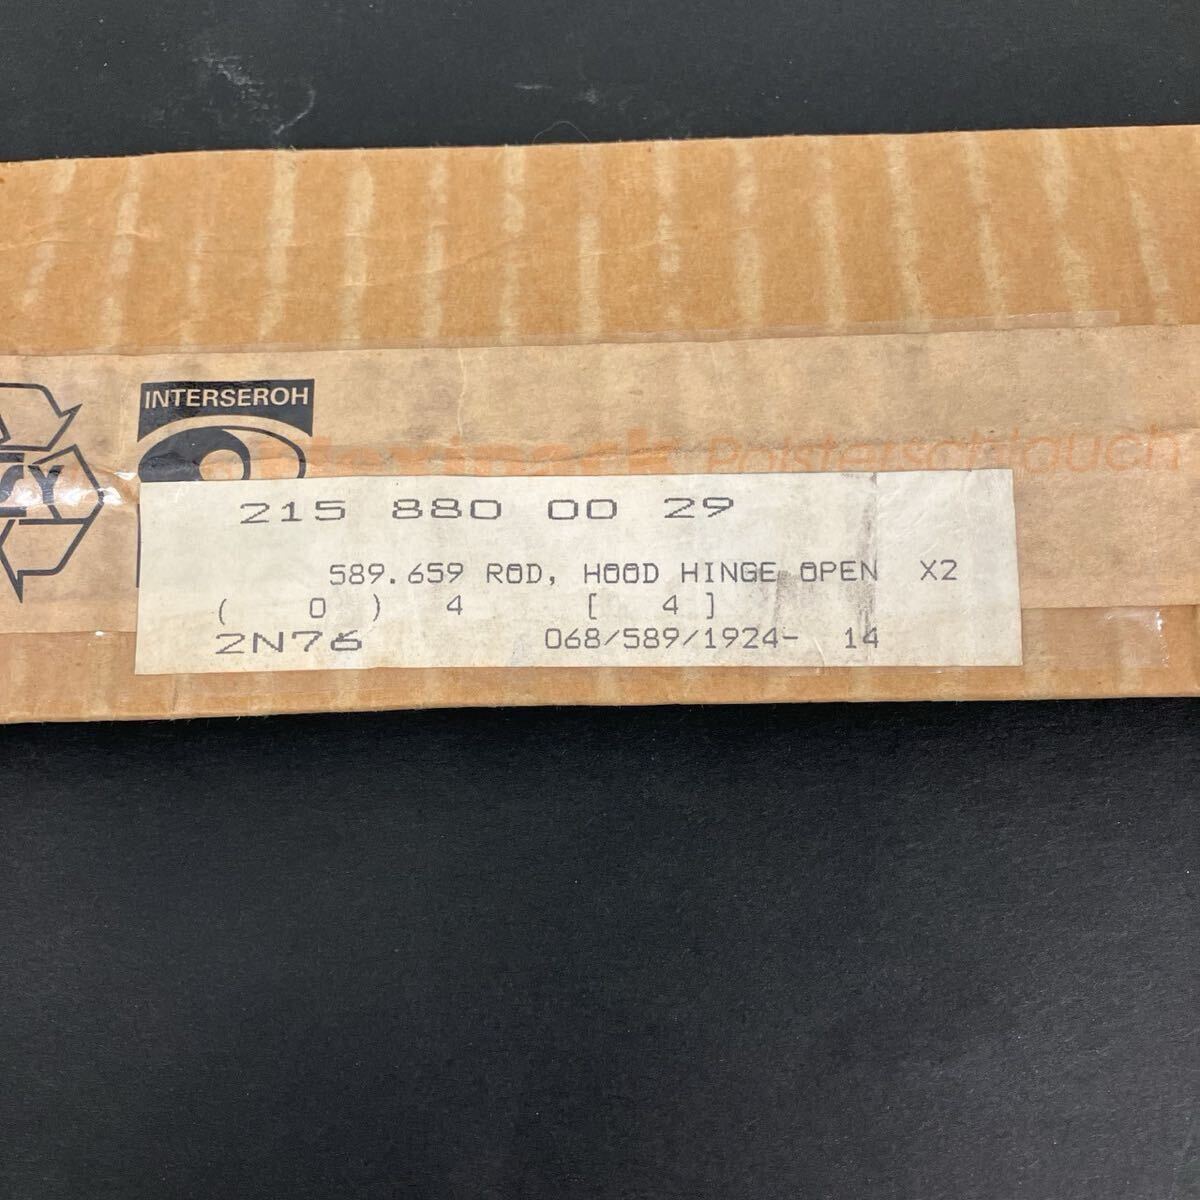 INTERSEROH
RY
Polsterschlauch
215 880 00 29
589.659 ROD, HOOD HINGE OPEN X2
( 0 ) 4 [ 4 ]
2N76 068/589/1924- 14